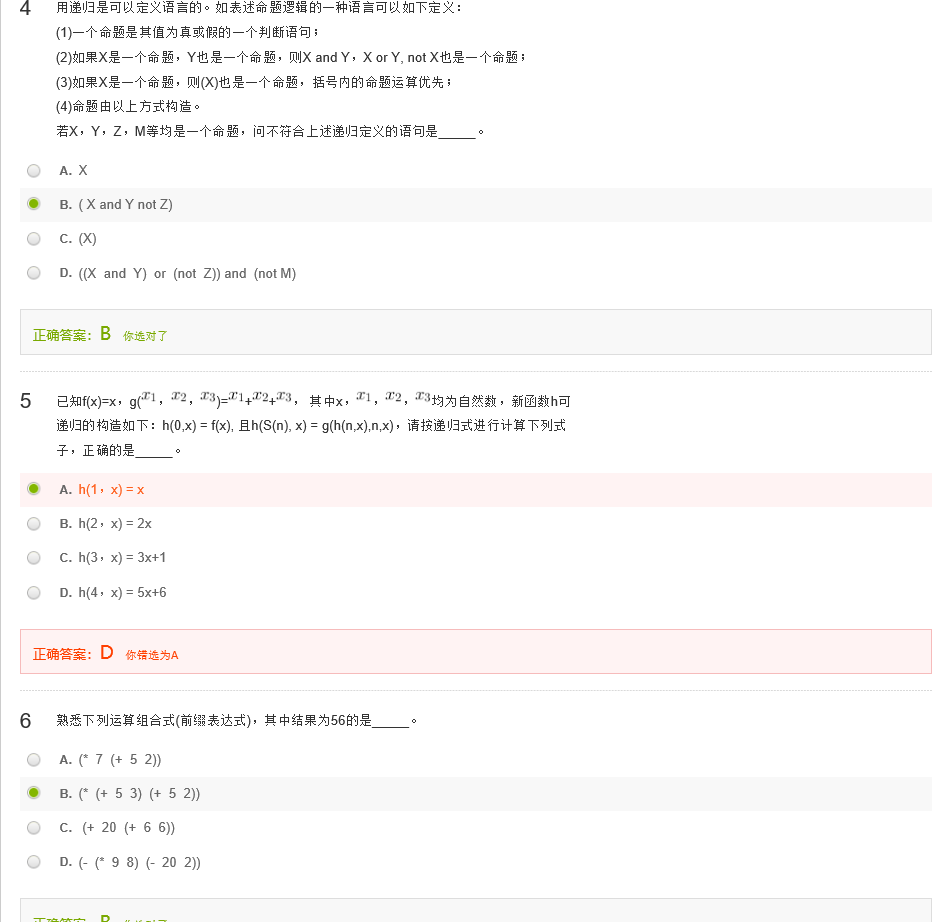 4 用递归是可以定义语言的。如表述命题逻辑的一种语言可以如下定义：
(1)一个命题是其值为真或假的一个判断语句；
(2)如果X是一个命题，Y也是一个命题，则X and Y，X or Y, not X也是一个命题；
(3)如果X是一个命题，则(X)也是一个命题，括号内的命题运算优先；
(4)命题由以上方式构造。
若X，Y，Z，M等均是一个命题，问不符合上述递归定义的语句是_____。
A. X
B. ( X and Y not Z)
C. (X)
D. ((X and Y) or (not Z)) and (not M)
正确答案：B 你选对了
5 已知f(x)=x，g(x1，x2，x3)=x1+x2+x3， 其中x，x1，x2，x3均为自然数，新函数h可
递归的构造如下：h(0,x) = f(x), 且h(S(n), x) = g(h(n,x),n,x)，请按递归式进行计算下列式
子，正确的是_____。
A. h(1，x) = x
B. h(2，x) = 2x
C. h(3，x) = 3x+1
D. h(4，x) = 5x+6
正确答案：D 你错选为A
6 熟悉下列运算组合式(前缀表达式)，其中结果为56的是_____。
A. (* 7 (+ 5 2))
B. (* (+ 5 3) (+ 5 2))
C. (+ 20 (+ 6 6))
D. (- (* 9 8) (- 20 2))
正确答案：B 你选对了